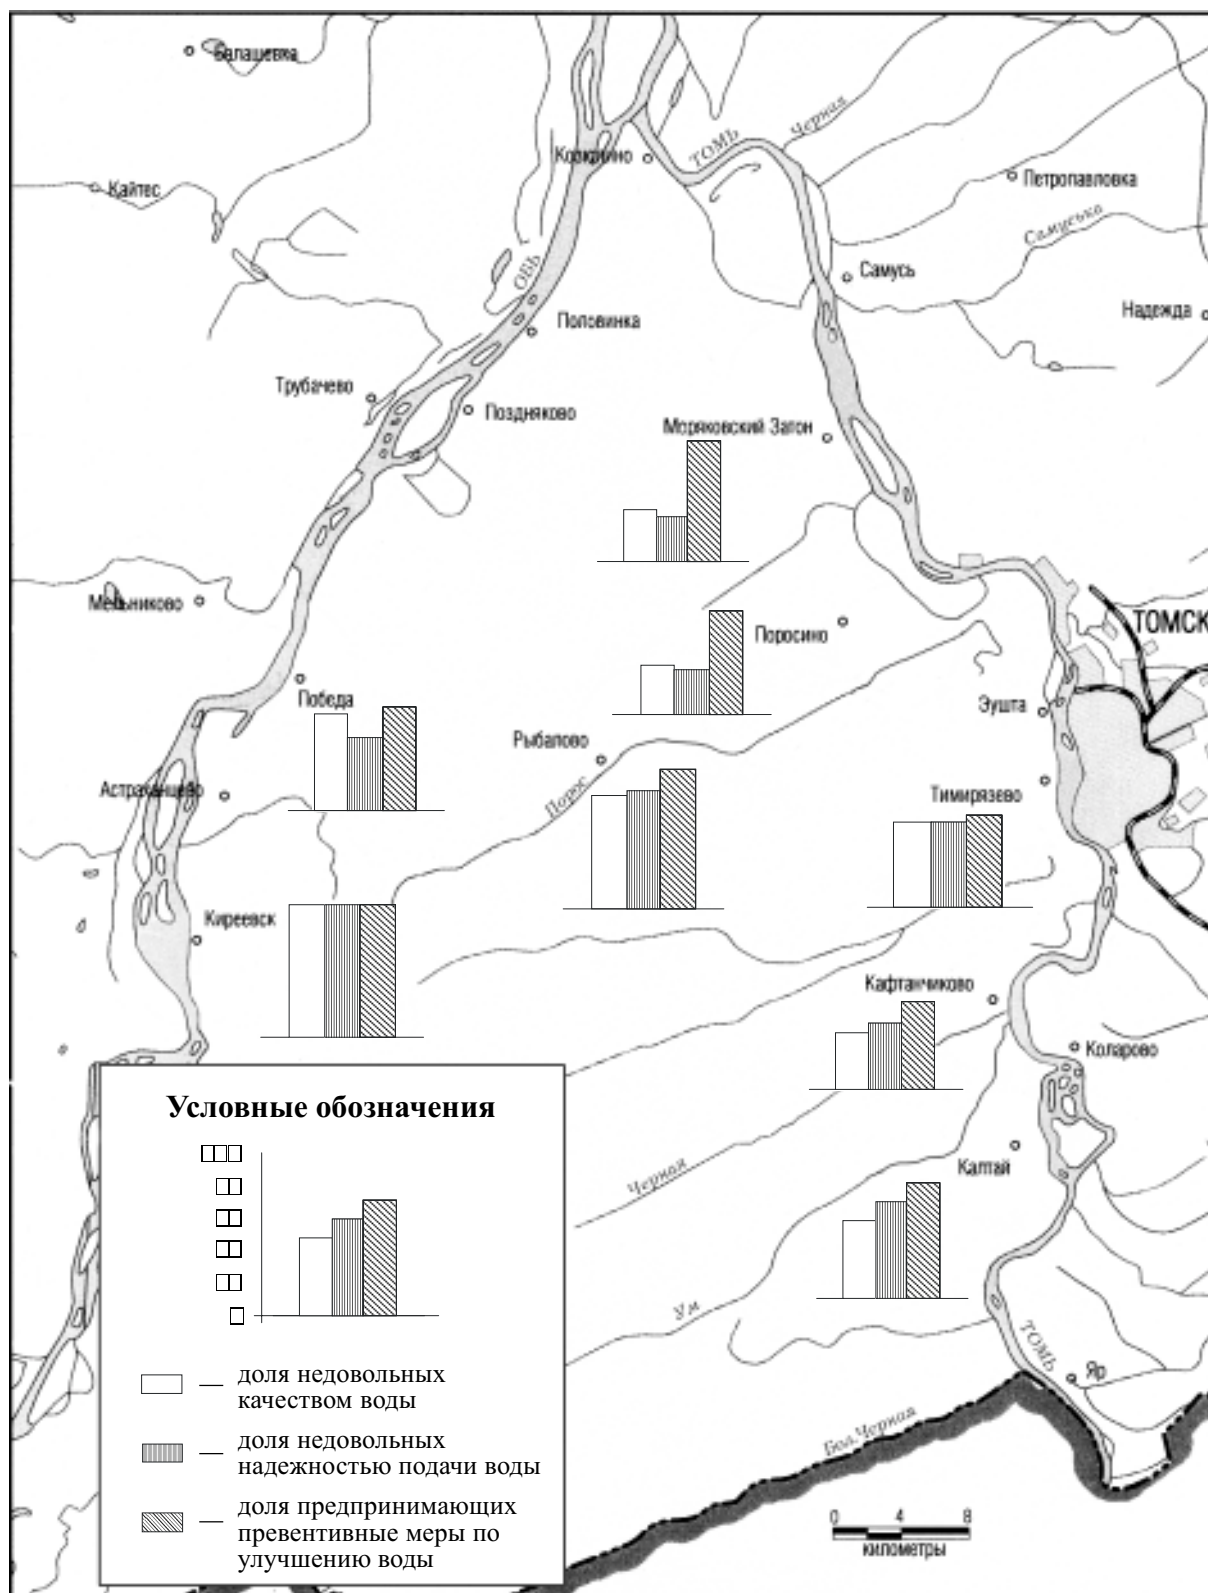 Балашевка
Кайтес
ТОМЬ
Черная
Петропавловка
Самуська
ОБЬ
Самусь
Надежда
Половинка
Трубачево
Поздняково
Моряковский Затон
Мельниково
Поросино
ТОМСК
Победа
Эушта
Рыбалово
Астраханцево
Порос
Тимирязево
Киреевск
Кафтанчиково
Коларово
Условные обозначения
Черная
Калтай
Ум
ТОМЬ
Яр
доля недовольных
качеством воды
Бол.Черная
— доля недовольных
надежностью подачи воды
— доля предпринимающих
превентивные меры по
улучшению воды
0 4 8
километры